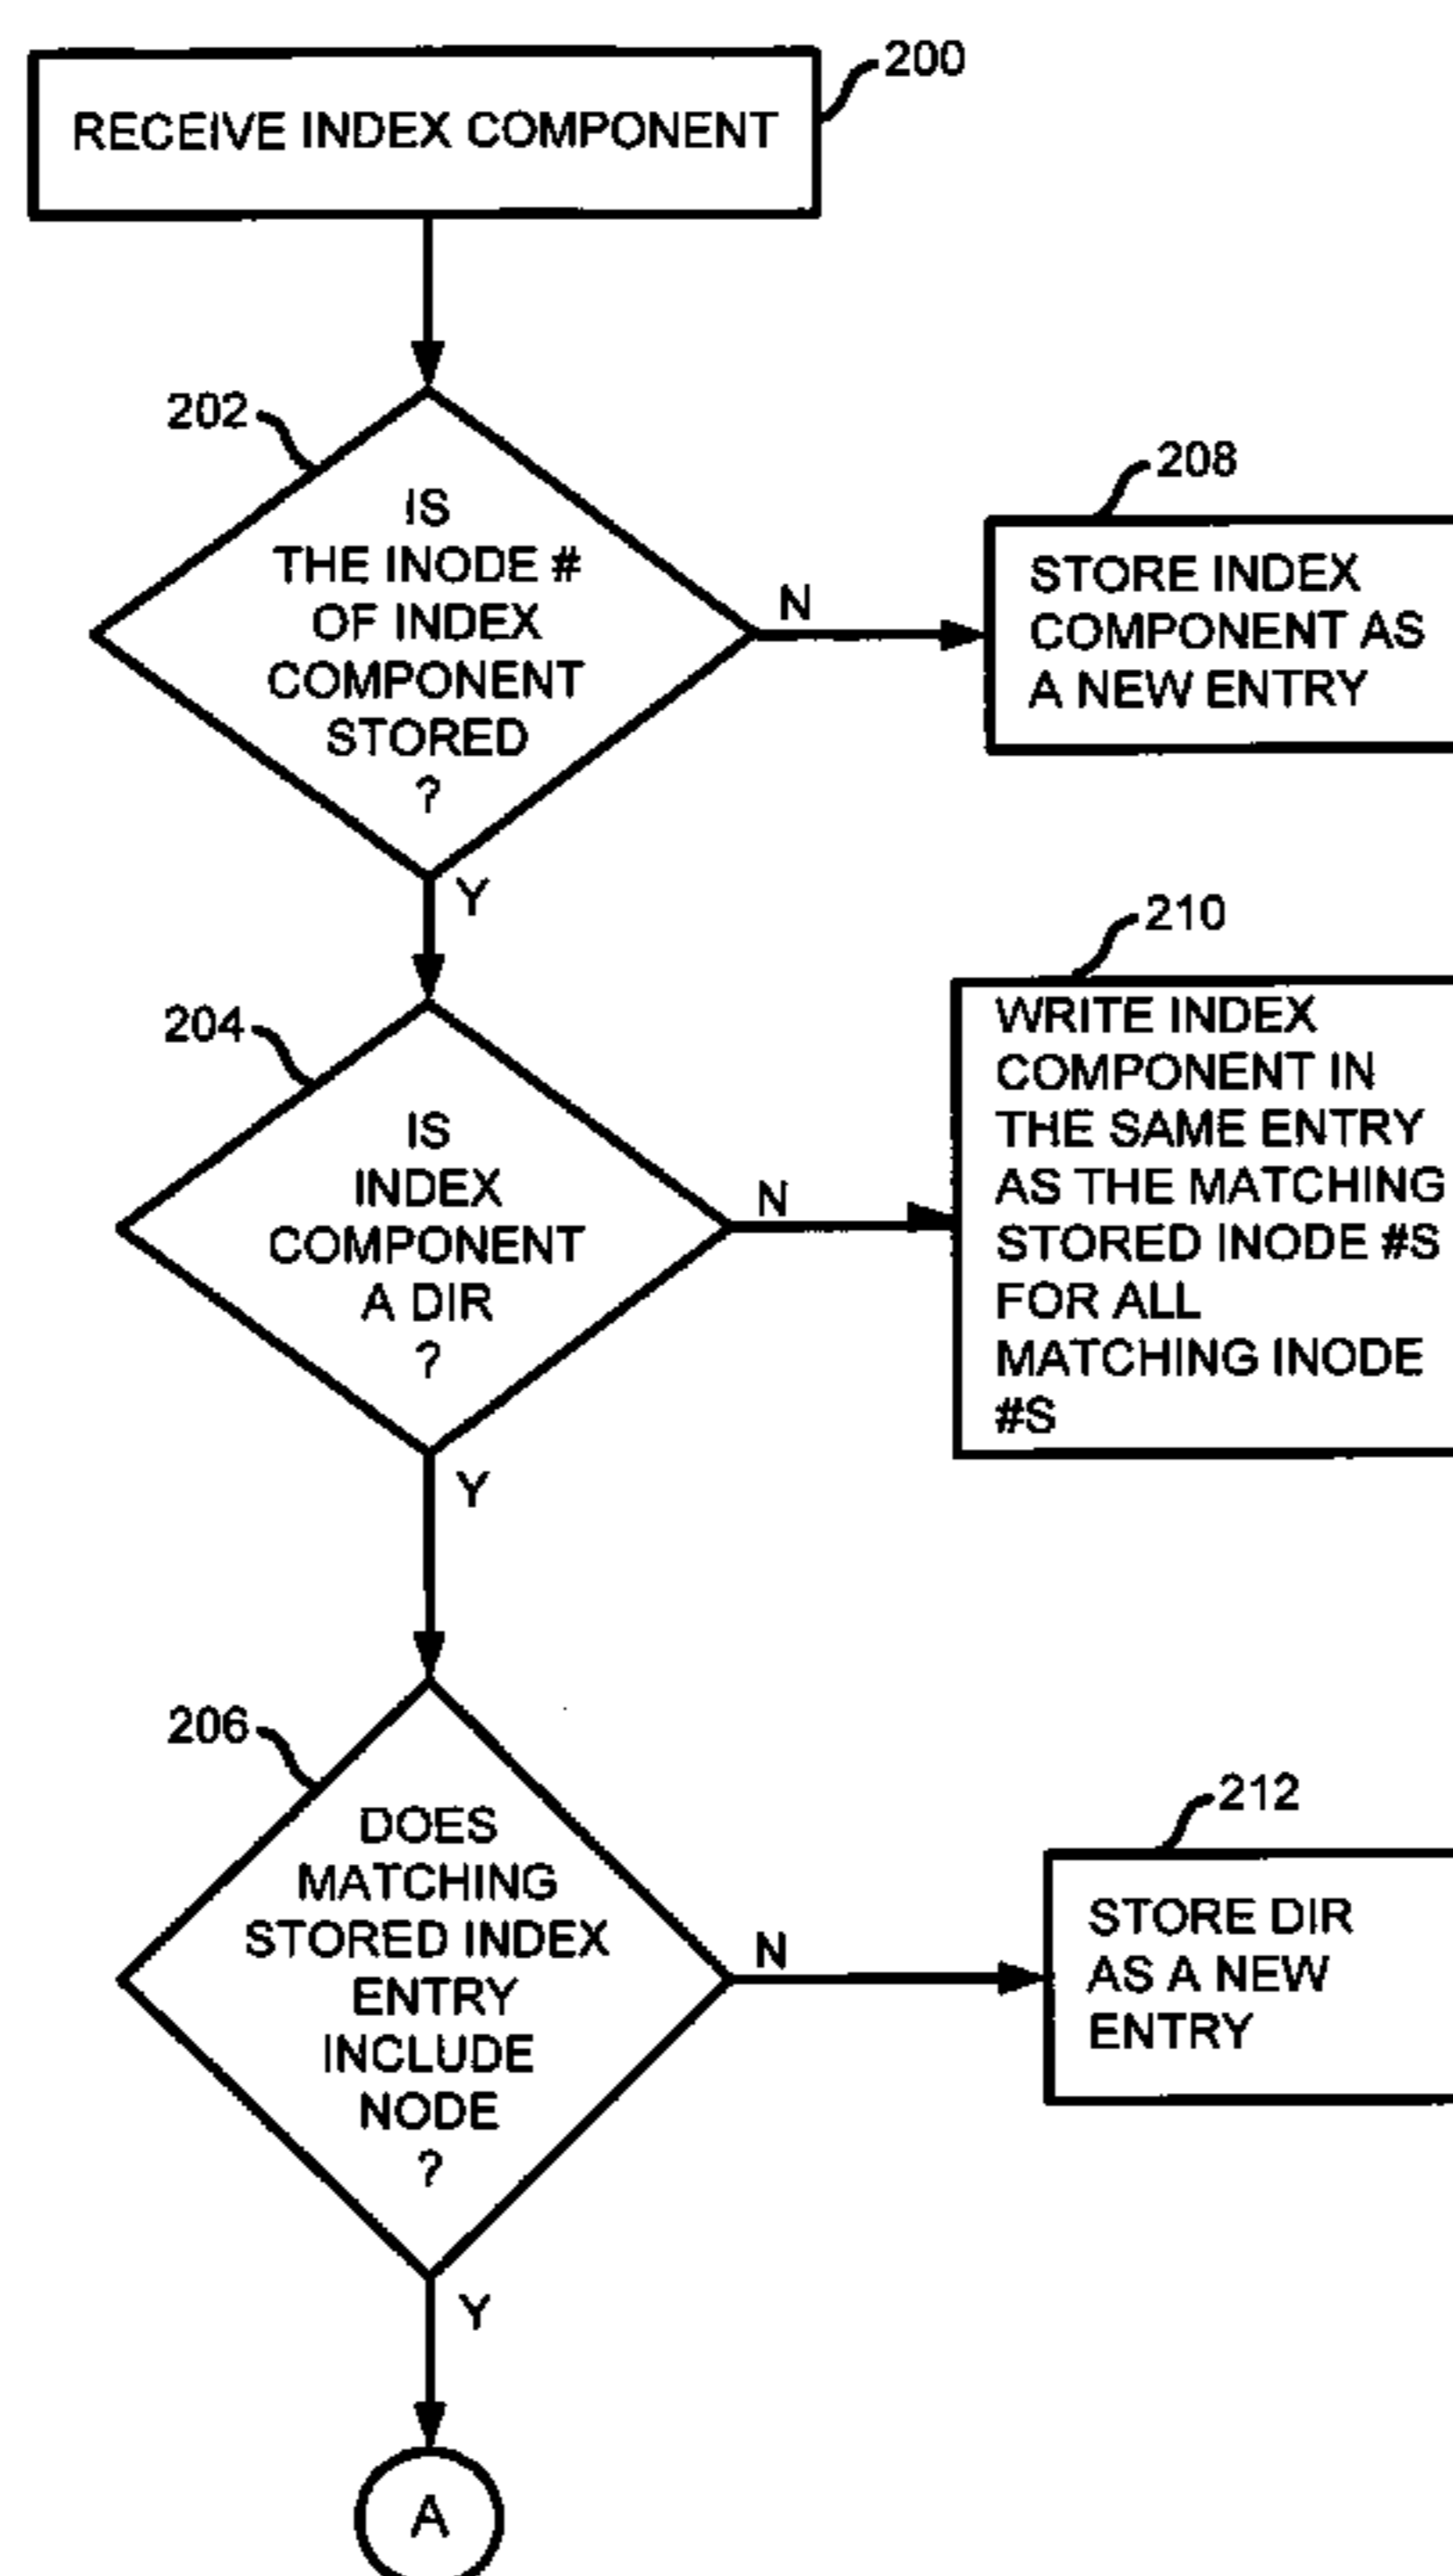 200
RECEIVE INDEX COMPONENT
202
IS
THE INODE #
OF INDEX
COMPONENT
STORED
?
N
Y
208
STORE INDEX
COMPONENT AS
A NEW ENTRY
204
IS
INDEX
COMPONENT
A DIR
?
N
Y
210
WRITE INDEX
COMPONENT IN
THE SAME ENTRY
AS THE MATCHING
STORED INODE #S
FOR ALL
MATCHING INODE
#S
206
DOES
MATCHING
STORED INDEX
ENTRY
INCLUDE
NODE
?
N
Y
212
STORE DIR
AS A NEW
ENTRY
A